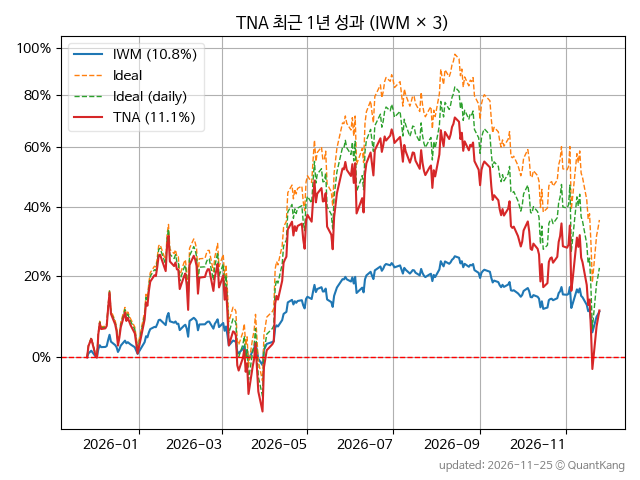 TNA 최근 1년 성과 (IWM × 3)
IWM (10.8%)
Ideal
Ideal (daily)
TNA (11.1%)
100%
80%
60%
40%
20%
0%
2026-01 2026-03 2026-05 2026-07 2026-09 2026-11
updated: 2026-11-25 © QuantKang